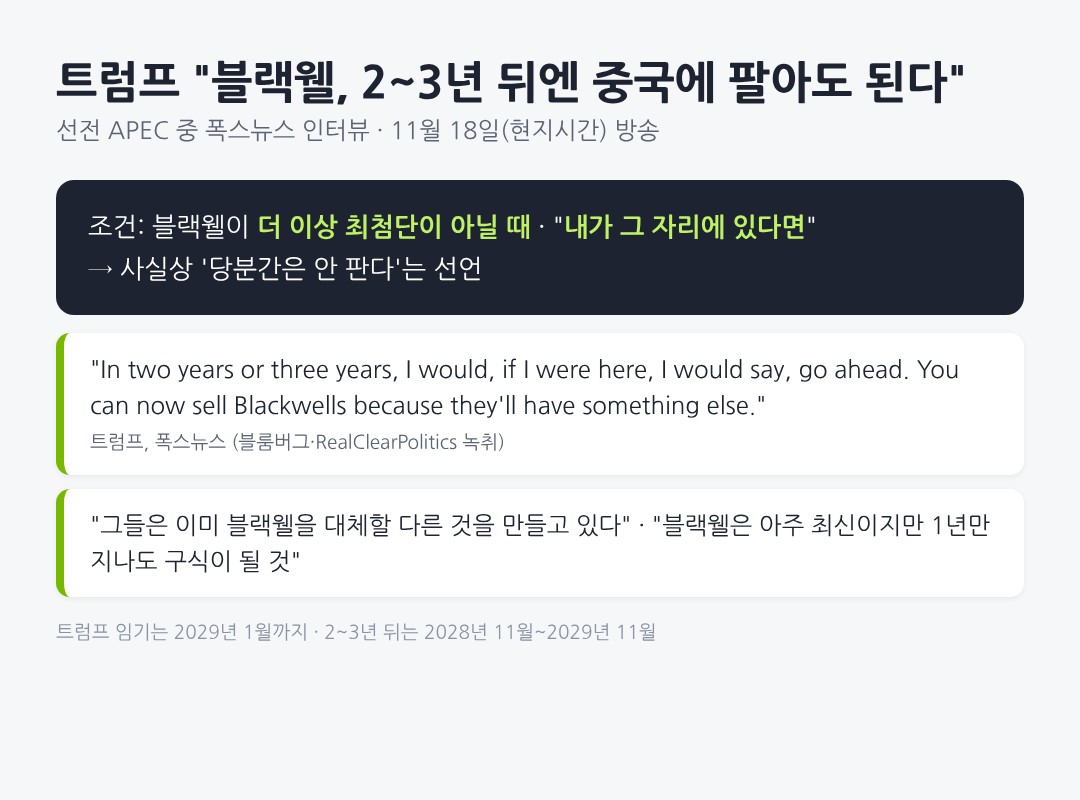 트럼프 "블랙웰, 2~3년 뒤엔 중국에 팔아도 된다"
선전 APEC 중 폭스뉴스 인터뷰 · 11월 18일(현지시간) 방송
조건: 블랙웰이 더 이상 최첨단이 아닐 때 · "내가 그 자리에 있다면"
→ 사실상 '당분간은 안 판다'는 선언
"In two years or three years, I would, if I were here, I would say, go ahead. You
can now sell Blackwells because they'll have something else."
트럼프, 폭스뉴스 (블룸버그·RealClearPolitics 녹취)
"그들은 이미 블랙웰을 대체할 다른 것을 만들고 있다" · "블랙웰은 아주 최신이지만 1년만
지나도 구식이 될 것"
트럼프 임기는 2029년 1월까지 · 2~3년 뒤는 2028년 11월~2029년 11월